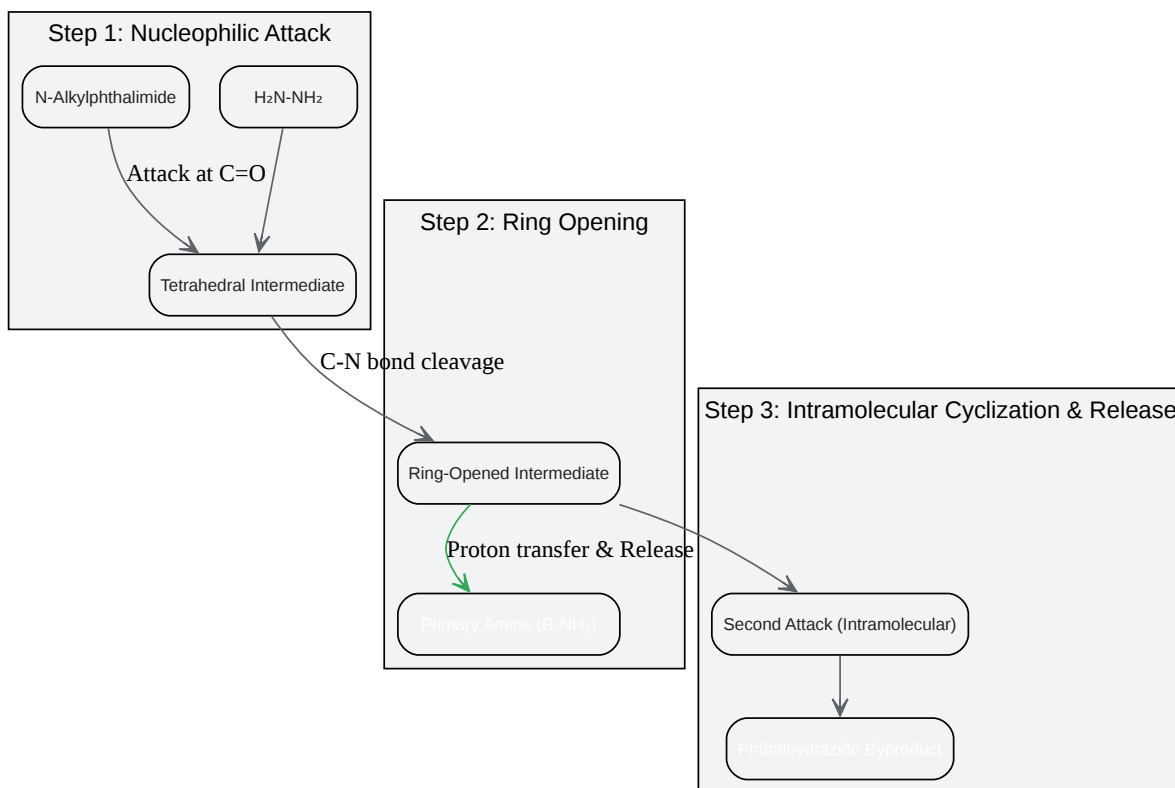 Step 1: Nucleophilic Attack
N-Alkylphthalimide
H₂N-NH₂
Attack at C=O
Tetrahedral Intermediate
Step 2: Ring Opening
C-N bond cleavage
Ring-Opened Intermediate
Proton transfer & Release
Primary Amine (R-NH₂)
Step 3: Intramolecular Cyclization & Release
Second Attack (Intramolecular)
Phthalhydrazide Byproduct